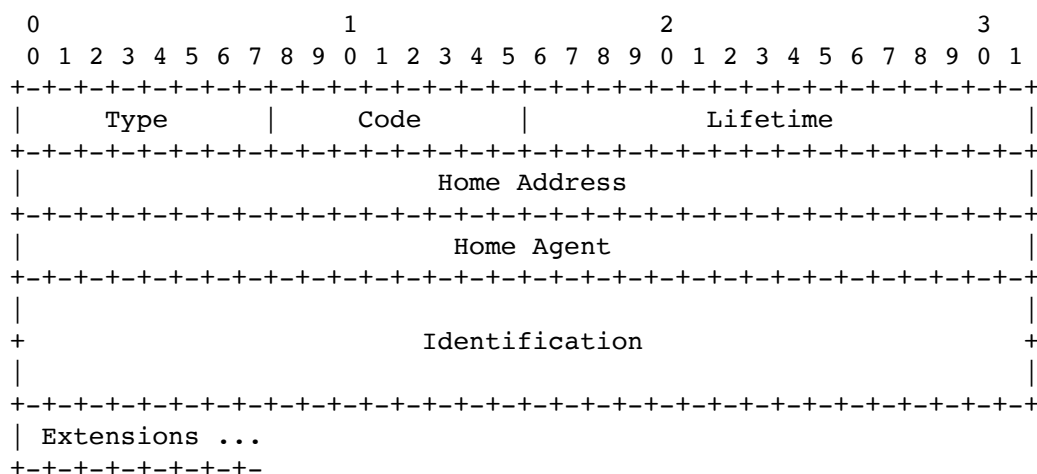 0                   1                   2                   3
 0 1 2 3 4 5 6 7 8 9 0 1 2 3 4 5 6 7 8 9 0 1 2 3 4 5 6 7 8 9 0 1
+-+-+-+-+-+-+-+-+-+-+-+-+-+-+-+-+-+-+-+-+-+-+-+-+-+-+-+-+-+-+-+-+
|     Type      |     Code      |           Lifetime            |
+-+-+-+-+-+-+-+-+-+-+-+-+-+-+-+-+-+-+-+-+-+-+-+-+-+-+-+-+-+-+-+-+
|                          Home Address                         |
+-+-+-+-+-+-+-+-+-+-+-+-+-+-+-+-+-+-+-+-+-+-+-+-+-+-+-+-+-+-+-+-+
|                           Home Agent                          |
+-+-+-+-+-+-+-+-+-+-+-+-+-+-+-+-+-+-+-+-+-+-+-+-+-+-+-+-+-+-+-+-+
|                                                               |
+                         Identification                        +
|                                                               |
+-+-+-+-+-+-+-+-+-+-+-+-+-+-+-+-+-+-+-+-+-+-+-+-+-+-+-+-+-+-+-+-+
| Extensions ...
+-+-+-+-+-+-+-+-